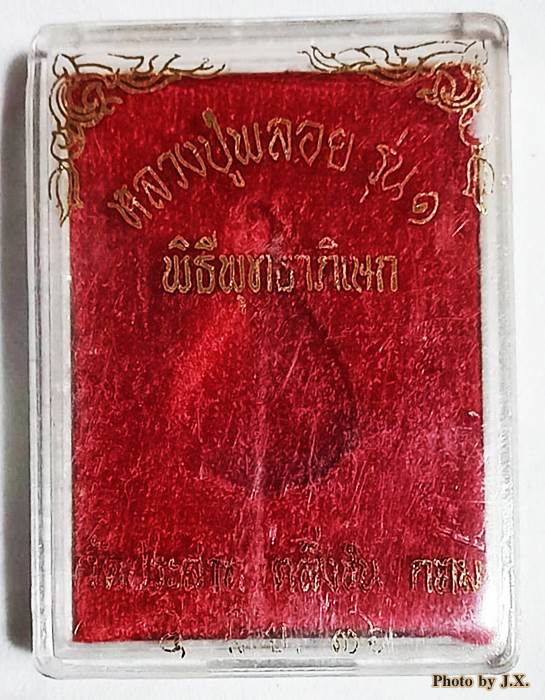 หลวงปู่พลอย รุ่น ๑
พิธีพุทธาภิเษก
ตลิ่งชัน กทม
Photo by J.X.